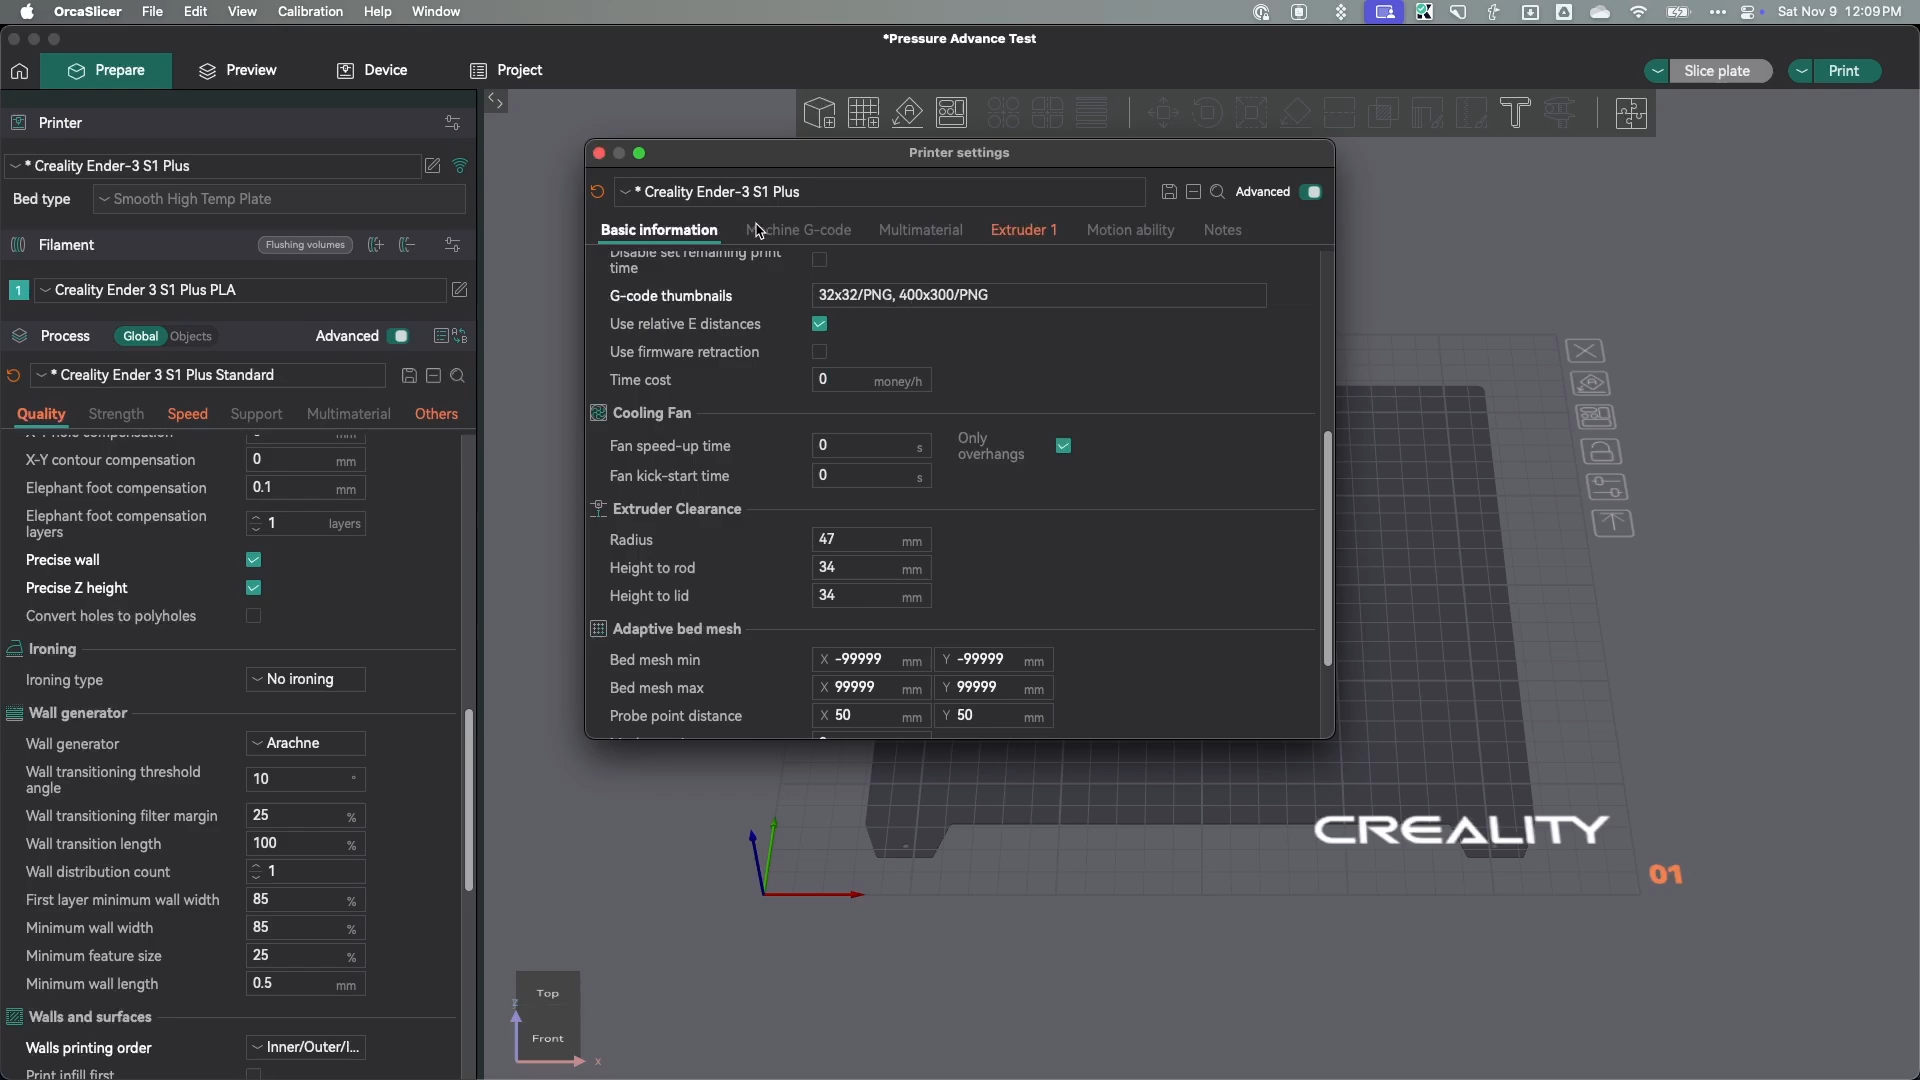 OrcaSlicer File Edit View Calibration Help Window Sat Nov 9 12:09 PM
*Pressure Advance Test
Prepare Preview Device Project Slice plate Print
Printer
* Creality Ender-3 S1 Plus
Bed type Smooth High Temp Plate
Filament Flushing volumes
1 Creality Ender 3 S1 Plus PLA
Process Global Objects Advanced
* Creality Ender 3 S1 Plus Standard
Quality Strength Speed Support Multimaterial Others
X-Y contour compensation 0 mm
Elephant foot compensation 0.1 mm
Elephant foot compensation
layers 1 layers
Precise wall
Precise Z height
Convert holes to polyholes
Ironing
Ironing type No ironing
Wall generator
Wall generator Arachne
Wall transitioning threshold
angle 10 °
Wall transitioning filter margin 25 %
Wall transition length 100 %
Wall distribution count 1
First layer minimum wall width 85 %
Minimum wall width 85 %
Minimum feature size 25 %
Minimum wall length 0.5 mm
Walls and surfaces
Walls printing order Inner/Outer/I...
Print infill first
Printer settings
* Creality Ender-3 S1 Plus Advanced
Basic information Machine G-code Multimaterial Extruder 1 Motion ability Notes
Disable set remaining print
time
G-code thumbnails 32x32/PNG, 400x300/PNG
Use relative E distances
Use firmware retraction
Time cost 0 money/h
Cooling Fan
Fan speed-up time 0 s Only
overhangs
Fan kick-start time 0 s
Extruder Clearance
Radius 47 mm
Height to rod 34 mm
Height to lid 34 mm
Adaptive bed mesh
Bed mesh min X -99999 mm Y -99999 mm
Bed mesh max X 99999 mm Y 99999 mm
Probe point distance X 50 mm Y 50 mm
CREALITY
01
Top
Front
Z
X